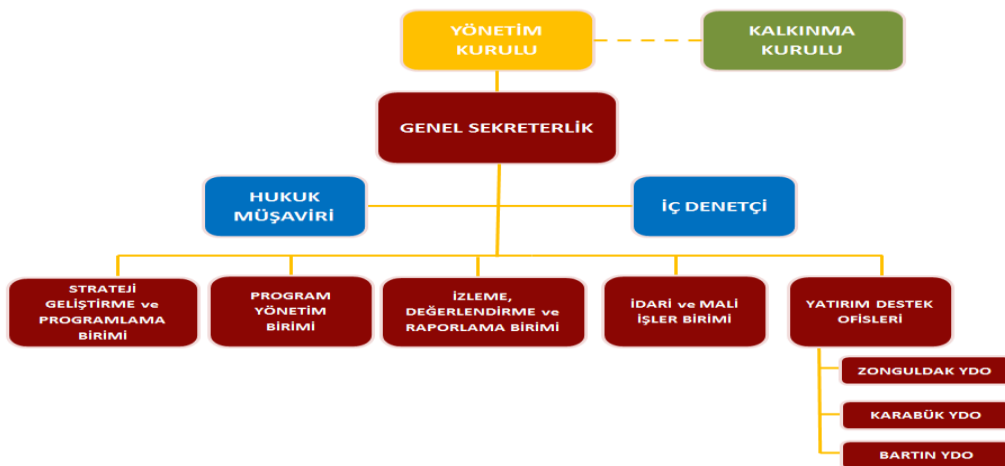 YÖNETİM
KURULU
KALKINMA
KURULU
GENEL SEKRETERLİK
HUKUK
MÜŞAVİRİ
İÇ DENETÇİ
STRATEJİ
GELİŞTİRME ve
PROGRAMLAMA
BİRİMİ
PROGRAM
YÖNETİM
BİRİMİ
İZLEME,
DEĞERLENDİRME ve
RAPORLAMA BİRİMİ
İDARİ ve MALİ
İŞLER BİRİMİ
YATIRIM DESTEK
OFİSLERİ
ZONGULDAK YDO
KARABÜK YDO
BARTIN YDO